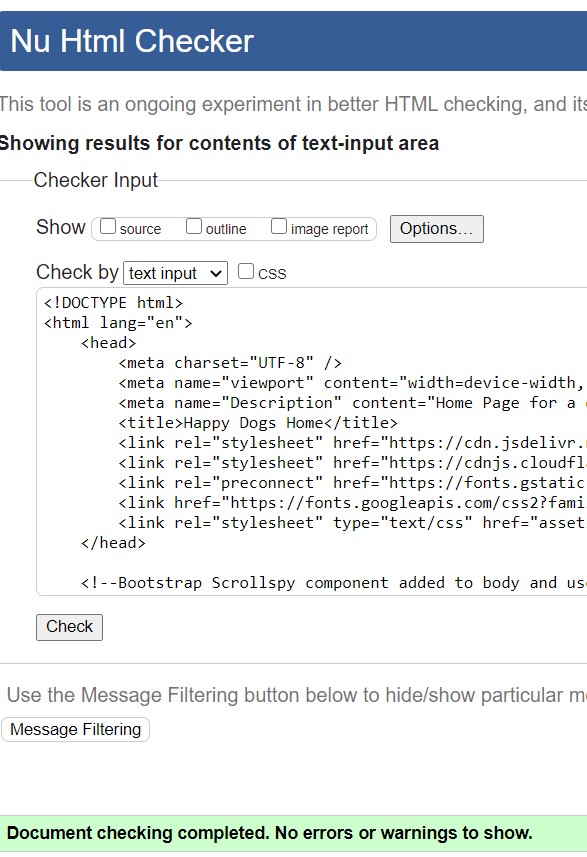 Nu Html Checker
This tool is an ongoing experiment in better HTML checking, and its
Showing results for contents of text-input area
Checker Input
Show source outline image report Options...
Check by text input CSS
<!DOCTYPE html>
<html lang="en">
<head>
<meta charset="UTF-8" />
<meta name="viewport" content="width=device-width,
<meta name="Description" content="Home Page for a
<title>Happy Dogs Home</title>
<link rel="stylesheet" href="https://cdn.jsdelivr.
<link rel="stylesheet" href="https://cdnjs.cloudfl
<link rel="preconnect" href="https://fonts.gstatic
<link href="https://fonts.googleapis.com/css2?fami
<link rel="stylesheet" type="text/css" href="asset
</head>
<!--Bootstrap Scrollspy component added to body and us
Check
Use the Message Filtering button below to hide/show particular m
Message Filtering
Document checking completed. No errors or warnings to show.